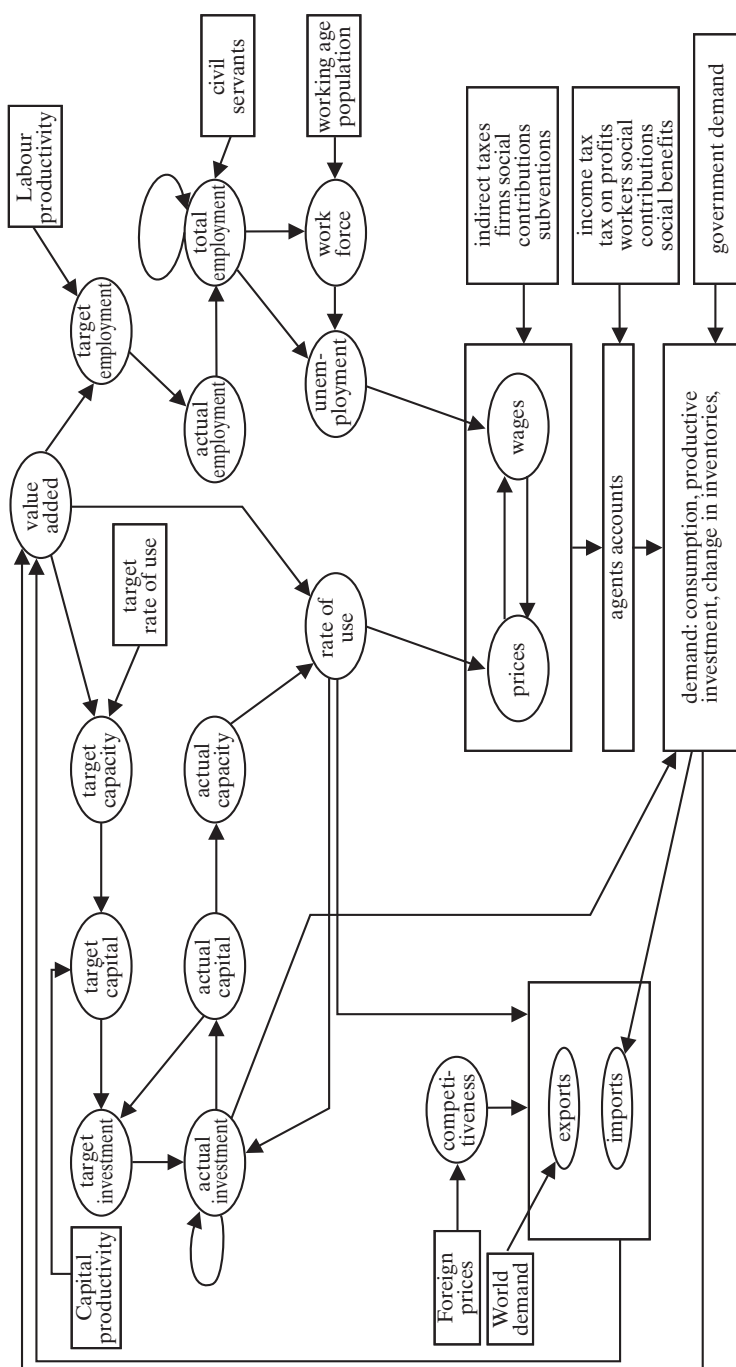 value
added
Labour
productivity
target
employment
actual
employment
total
employment
civil
servants
work
force
working age
population
unem-
ployment
target
rate of use
target
capacity
target
capital
target
investment
Capital
productivity
actual
investment
actual
capital
actual
capacity
rate of
use
Foreign
prices
competi-
tiveness
World
demand
exports
imports
prices
wages
indirect taxes
firms social
contributions
subventions
agents accounts
income tax
tax on profits
workers social
contributions
social benefits
demand: consumption, productive
investment, change in inventories,
government demand